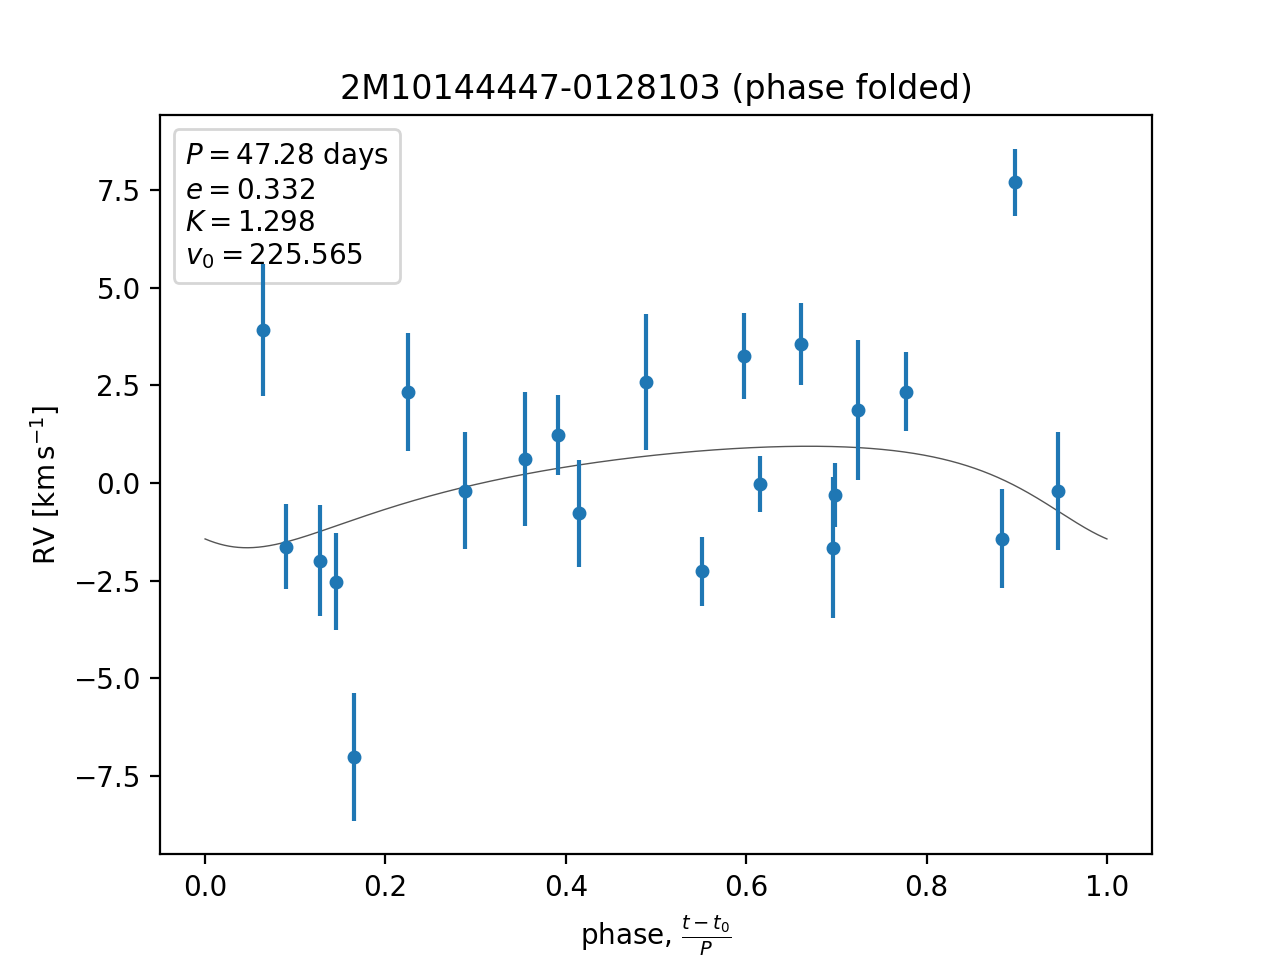 2M10144447-0128103 (phase folded)
P = 47.28 days
e = 0.332
K = 1.298
v₀ = 225.565
RV [km s⁻¹]
7.5
5.0
2.5
0.0
−2.5
−5.0
−7.5
0.0 0.2 0.4 0.6 0.8 1.0
phase, (t − t₀)/P